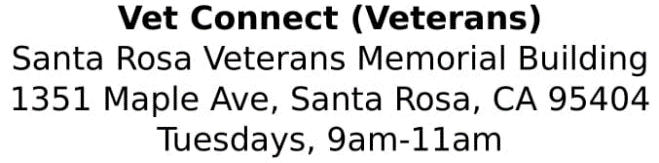 Vet Connect (Veterans)
Santa Rosa Veterans Memorial Building
1351 Maple Ave, Santa Rosa, CA 95404
Tuesdays, 9am-11am